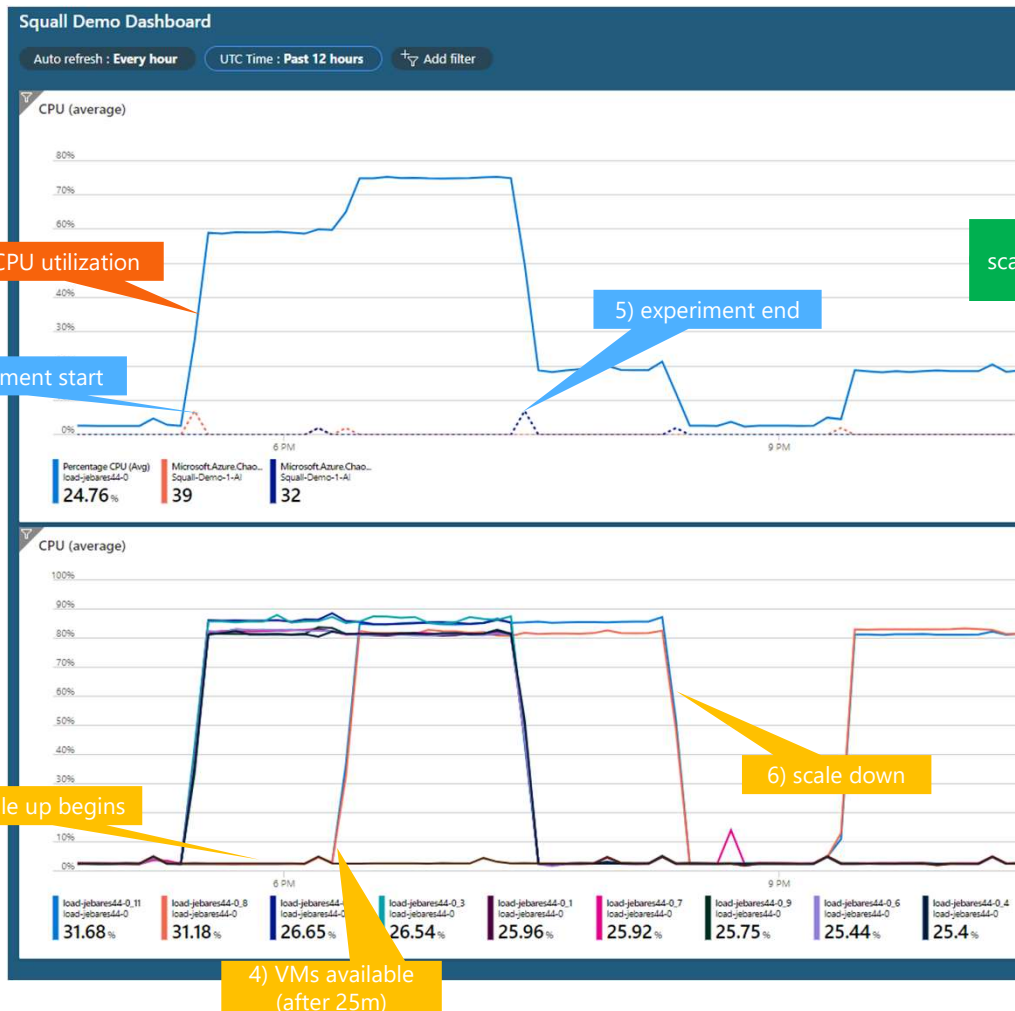 Squall Demo Dashboard
Auto refresh : Every hour
UTC Time : Past 12 hours
Add filter
CPU (average)
80%
70%
60%
CPU utilization
sca
40%
5) experiment end
30%
ment start
0%
6 PM
9 PM
Percentage CPU (Avg)
load-jebares44-0
24.76 %
Microsoft.Azure.Chao...
Squall-Demo-1-AI
39
Microsoft.Azure.Chao...
Squall-Demo-1-AI
32
CPU (average)
100%
90%
80%
70%
60%
50%
40%
30%
6) scale down
le up begins
10%
0%
6 PM
9 PM
load-jebares44-0_11
load-jebares44-0
31.68 %
load-jebares44-0_8
load-jebares44-0
31.18 %
load-jebares44-0
26.65 %
load-jebares44-0_3
load-jebares44-0
26.54 %
load-jebares44-0_1
load-jebares44-0
25.96 %
load-jebares44-0_7
load-jebares44-0
25.92 %
load-jebares44-0_9
load-jebares44-0
25.75 %
load-jebares44-0_6
load-jebares44-0
25.44 %
load-jebares44-0_4
load-jebares44-0
25.4 %
4) VMs available
(after 25m)